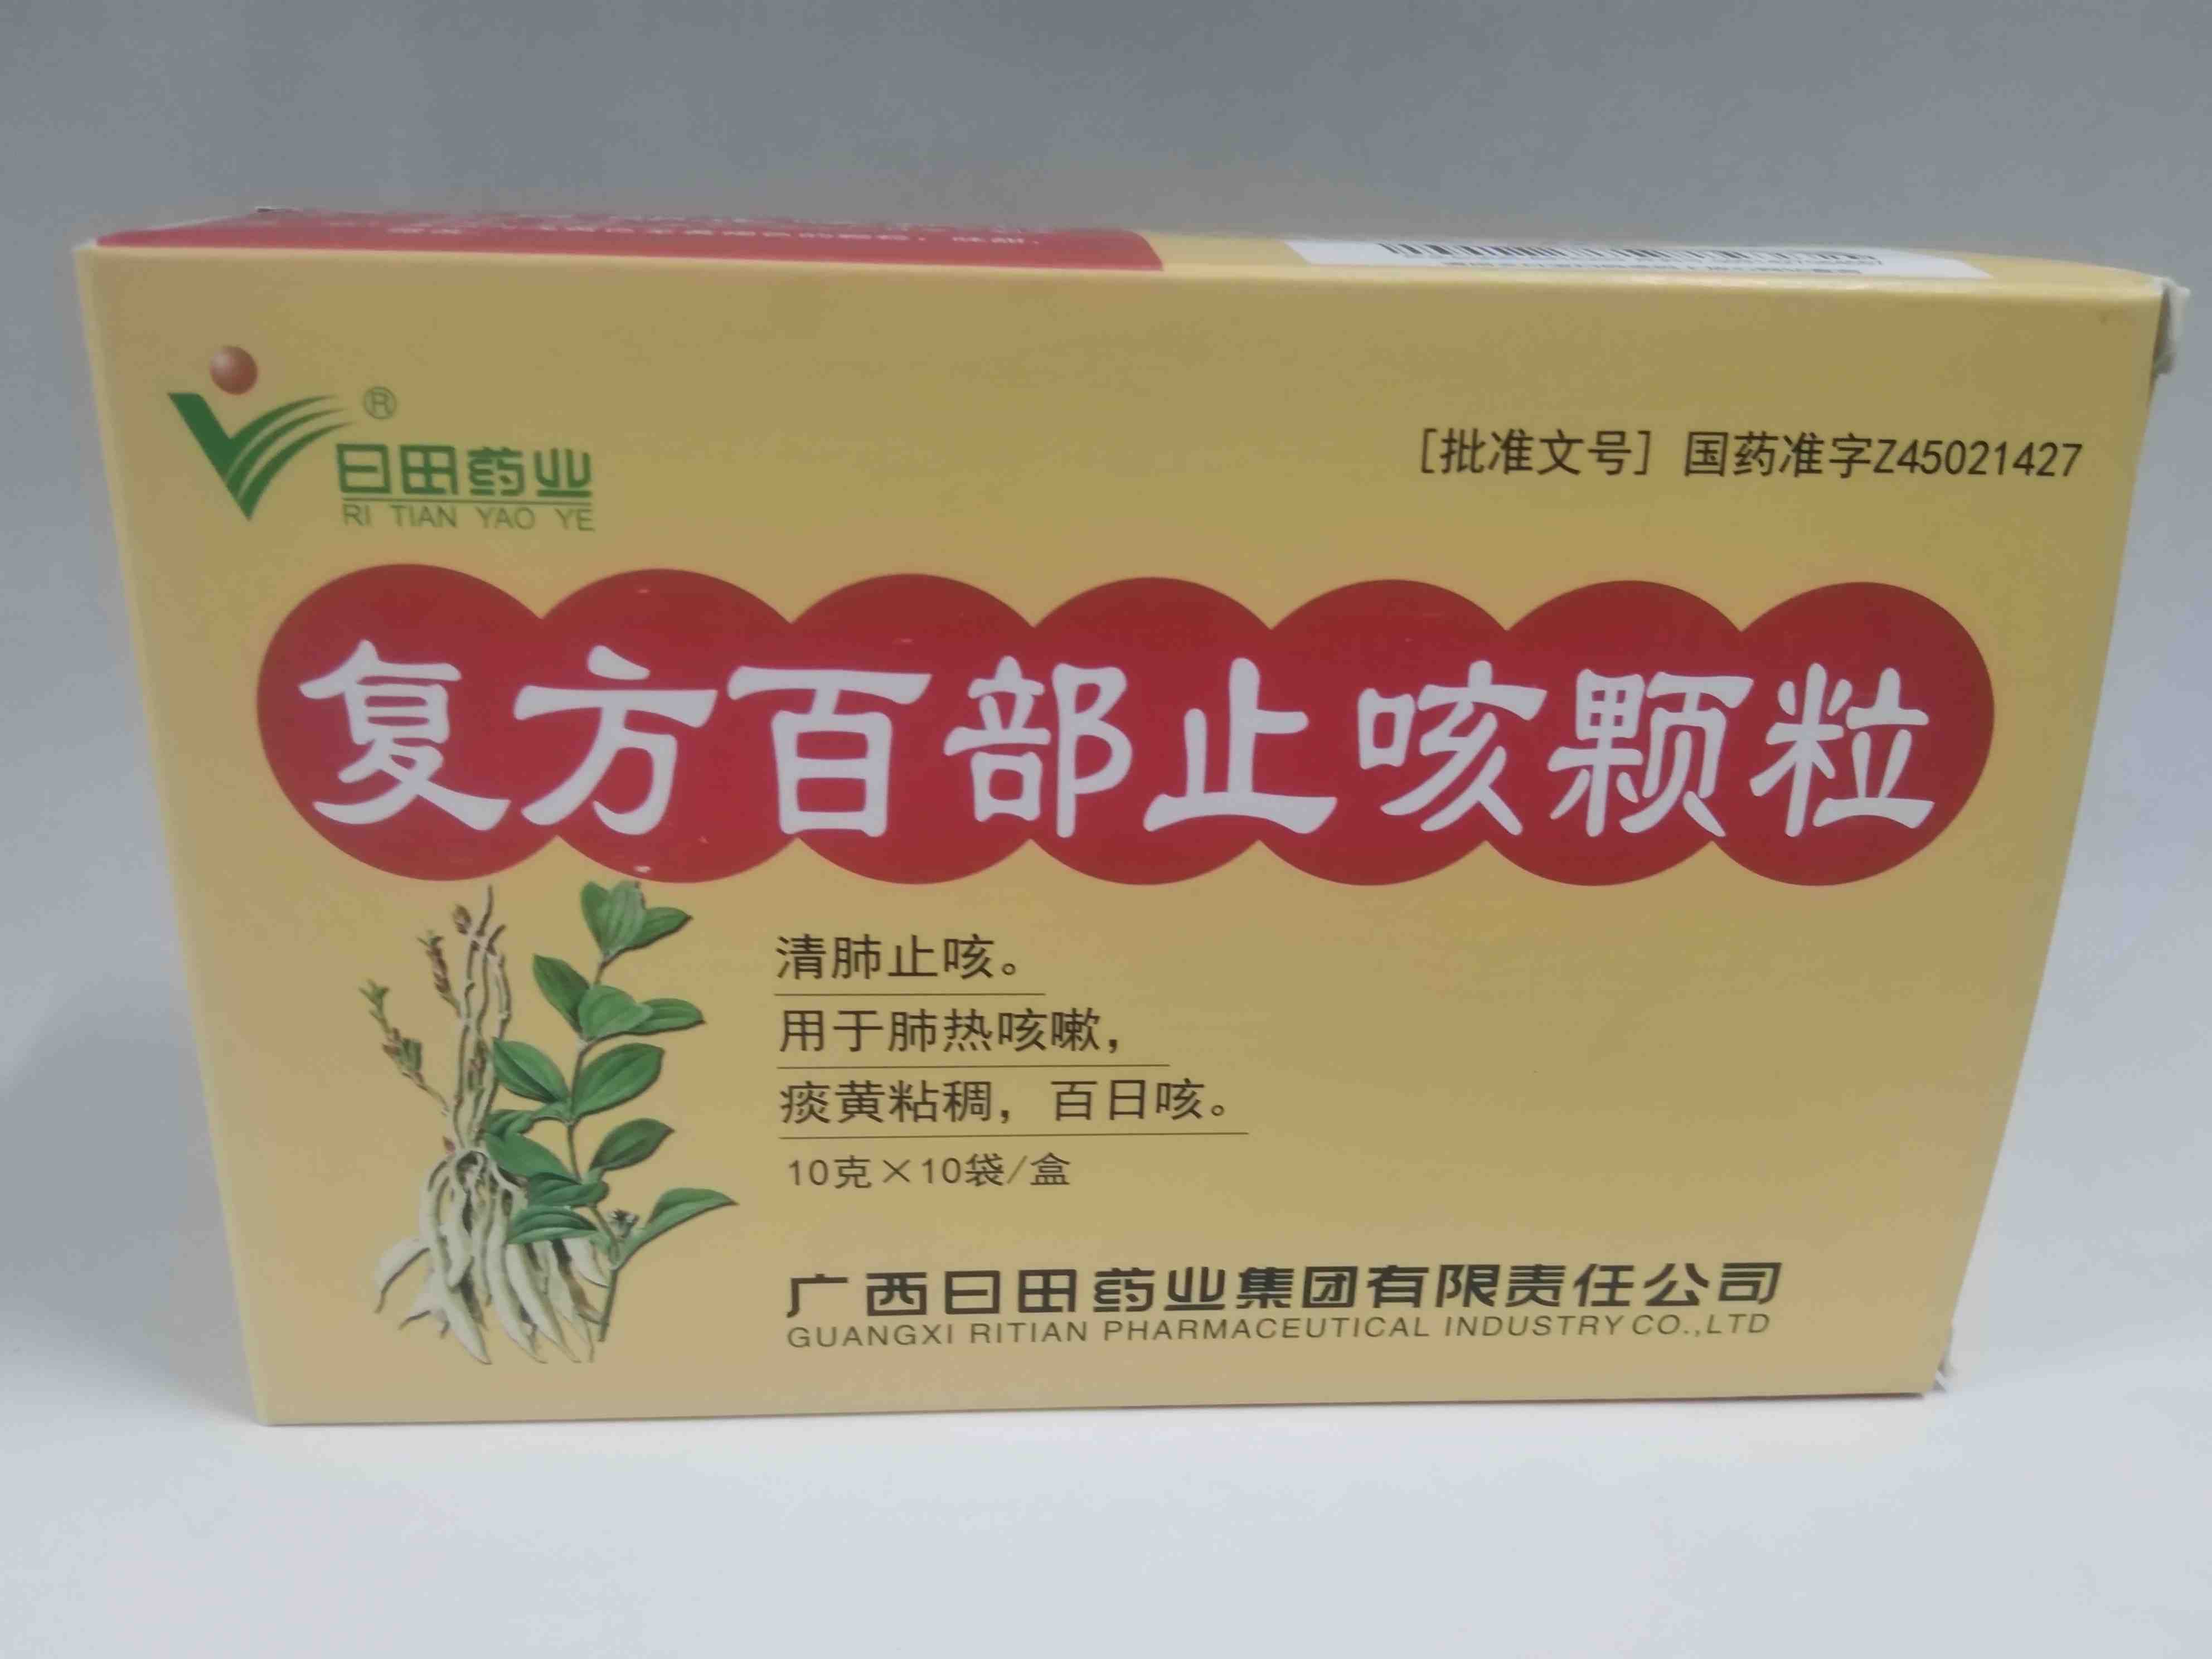 日田药业®
RI TIAN YAO YE
[批准文号] 国药准字Z45021427
复方百部止咳颗粒
清肺止咳。
用于肺热咳嗽，
痰黄粘稠，百日咳。
10克×10袋/盒
广西日田药业集团有限责任公司
GUANGXI RITIAN PHARMACEUTICAL INDUSTRY CO.,LTD